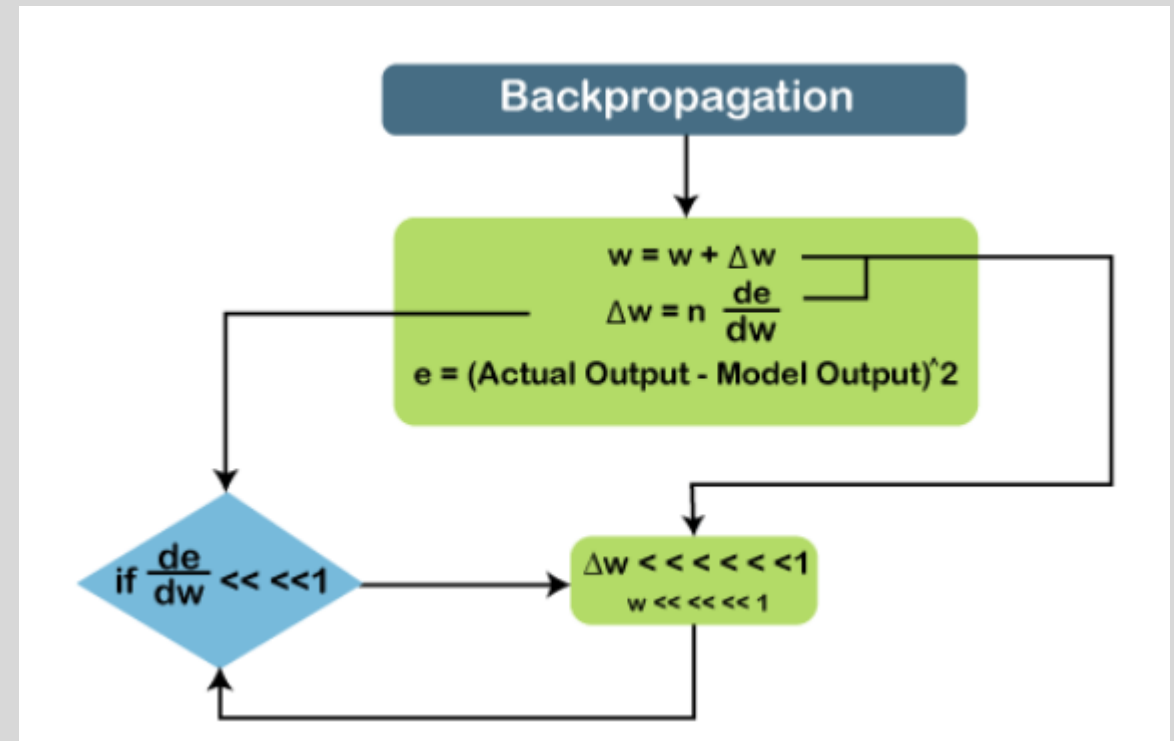 Backpropagation
w = w + Δw
Δw = n de/dw
e = (Actual Output - Model Output)^2
if de/dw << <<1
Δw < < < < < <1
w << << << 1